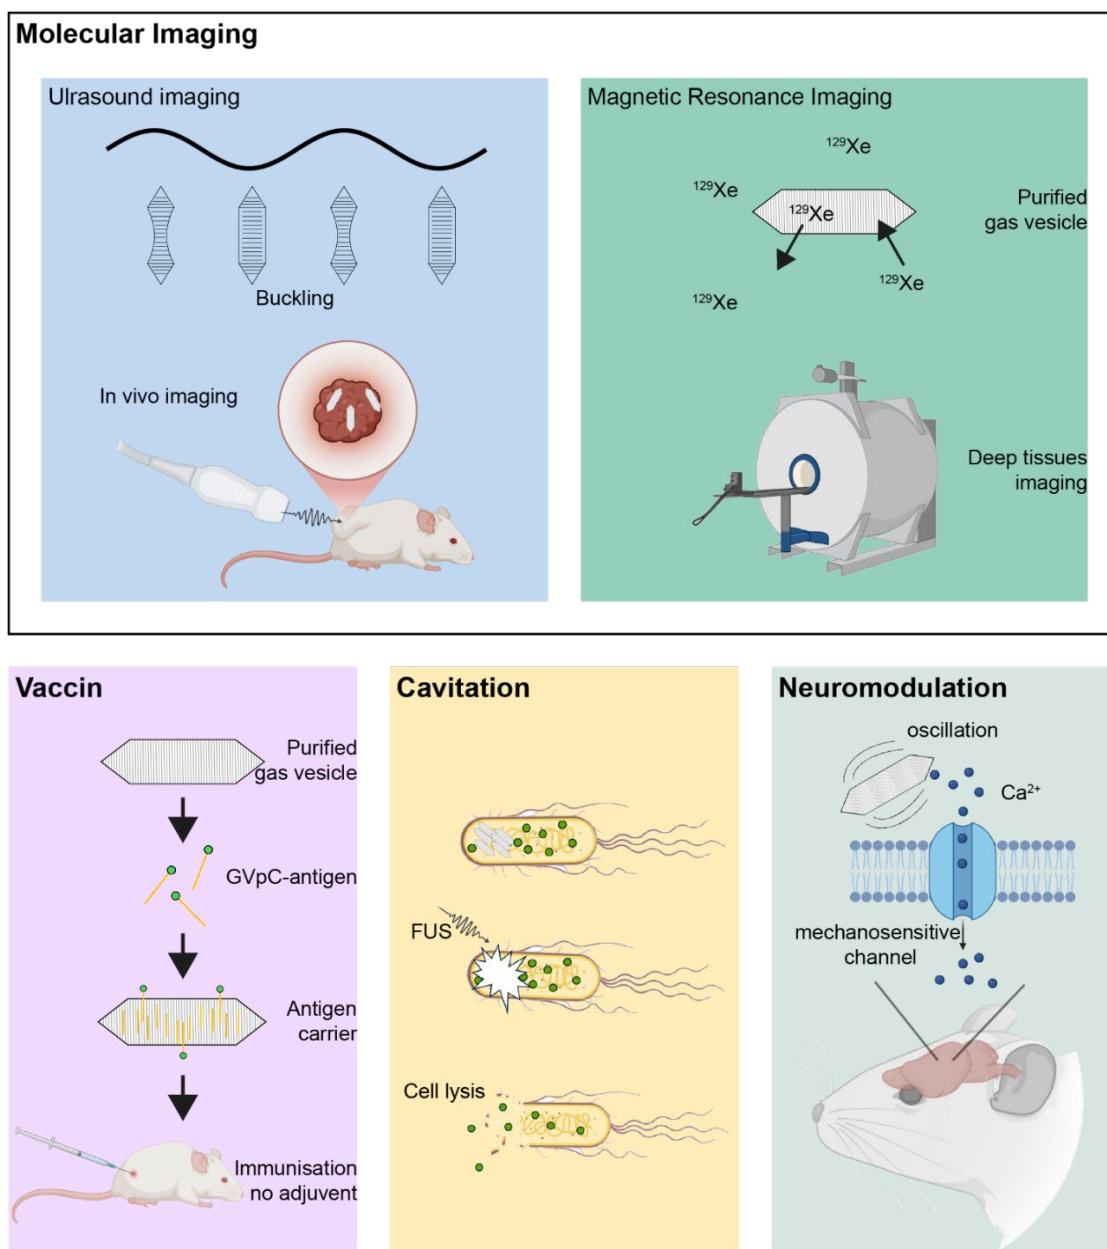 Molecular Imaging
Ulrasound imaging
Buckling
In vivo imaging
Magnetic Resonance Imaging
¹²⁹Xe
¹²⁹Xe
¹²⁹Xe
Purified
gas vesicle
¹²⁹Xe
¹²⁹Xe
Deep tissues
imaging
Vaccin
Purified
gas vesicle
GVpC-antigen
Antigen
carrier
Immunisation
no adjuvent
Cavitation
FUS
Cell lysis
Neuromodulation
oscillation
Ca²⁺
mechanosensitive
channel